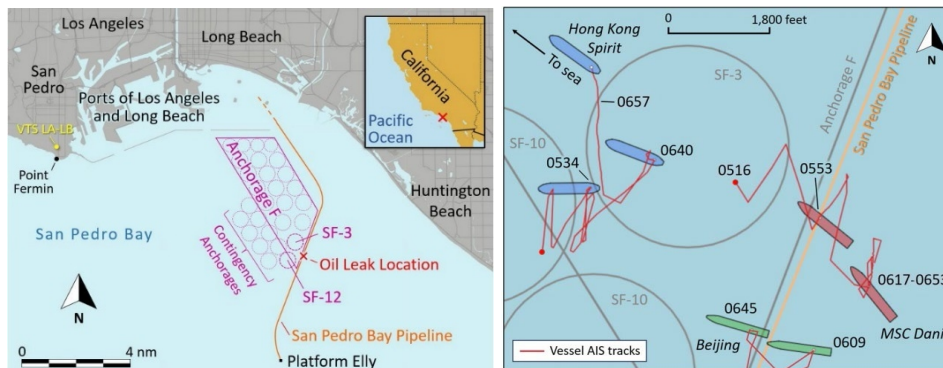 Los Angeles
Long Beach
San
Pedro
Ports of Los Angeles
and Long Beach
VTS LA-LB
Point
Fermin
California
Pacific
Ocean
Anchorage F
Huntington
Beach
San Pedro Bay
Contingency
Anchorages
SF-3
Oil Leak Location
SF-12
N
San Pedro Bay Pipeline
0 4 nm
Platform Elly
Hong Kong
Spirit
To sea
0 1,800 feet
N
SF-3
Anchorage F
San Pedro Bay Pipeline
0657
SF-10
0534
0640
0516
0553
SF-10
0617-0653
0645
MSC Dani
Beijing
0609
Vessel AIS tracks